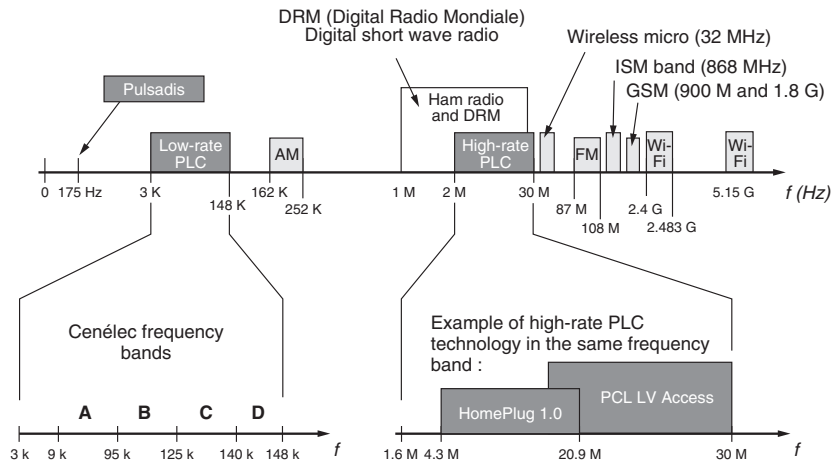 DRM (Digital Radio Mondiale)
Digital short wave radio
Wireless micro (32 MHz)
ISM band (868 MHz)
GSM (900 M and 1.8 G)
Pulsadis
Ham radio
and DRM
Low-rate
PLC
AM
High-rate
PLC
FM
Wi-
Fi
Wi-
Fi
0
175 Hz
3 K
148 K
162 K
252 K
1 M
2 M
30 M
87 M
108 M
2.4 G
2.483 G
5.15 G
f (Hz)
Cenélec frequency
bands
A
B
C
D
3 k
9 k
95 k
125 k
140 k
148 k
f
Example of high-rate PLC
technology in the same frequency
band :
HomePlug 1.0
PCL LV Access
1.6 M
4.3 M
20.9 M
30 M
f